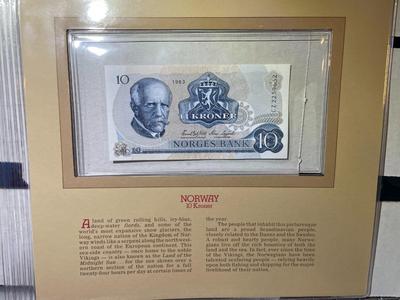 10
1983
TI KRONER
NORGES BANK
10
NORWAY
10 Kroner
A land of green rolling hills, icy-blue,
deep-water fiords, and some of the
world's most expansive show glaciers, the
long, narrow nation of the Kingdom of Nor-
way winds like a serpent along the northwest-
ern coast of the European continent. This
sea-side country — once home to the noble
Vikings — is also known as the Land of the
Midnight Sun — for the sun shines over a
northern section of the nation for a full
twenty-four hours per day at certain times of
the year.
The people that inhabit this picturesque
land are a proud Scandinavian people,
closely related to the Danes and the Swedes.
A robust and hearty people, many Norwe-
gians live off the rich bounties of both the
land and the sea. In fact, ever since the time
of the Vikings, the Norwegians have been
talented seafaring people — relying heavily
upon both fishing and shipping for the major
livelihood of their nation.